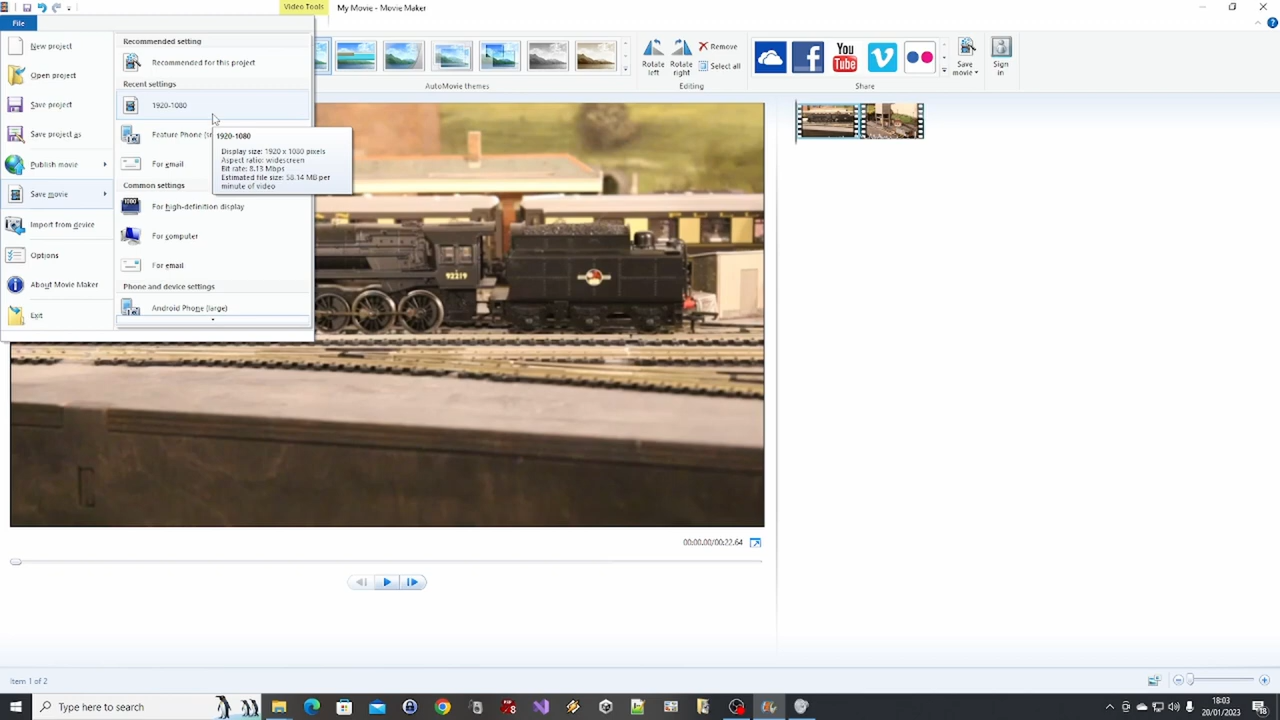 Video Tools
My Movie - Movie Maker
File
New project
Open project
Save project
Save project as
Publish movie
Save movie
Import from device
Options
About Movie Maker
Exit
Recommended setting
Recommended for this project
Recent settings
1920-1080
Feature Phone (s
For email
Common settings
For high-definition display
For computer
For email
Phone and device settings
Android Phone (large)
1920-1080
Display size: 1920 x 1080 pixels
Aspect ratio: widescreen
Bit rate: 8.13 Mbps
Estimated file size: 58.14 MB per
minute of video
AutoMovie themes
Rotate left
Rotate right
Remove
Select all
Editing
You Tube
Share
Save movie
Sign in
92219
00:00.00/00:22.64
Item 1 of 2
Type here to search
18:03
20/01/2023